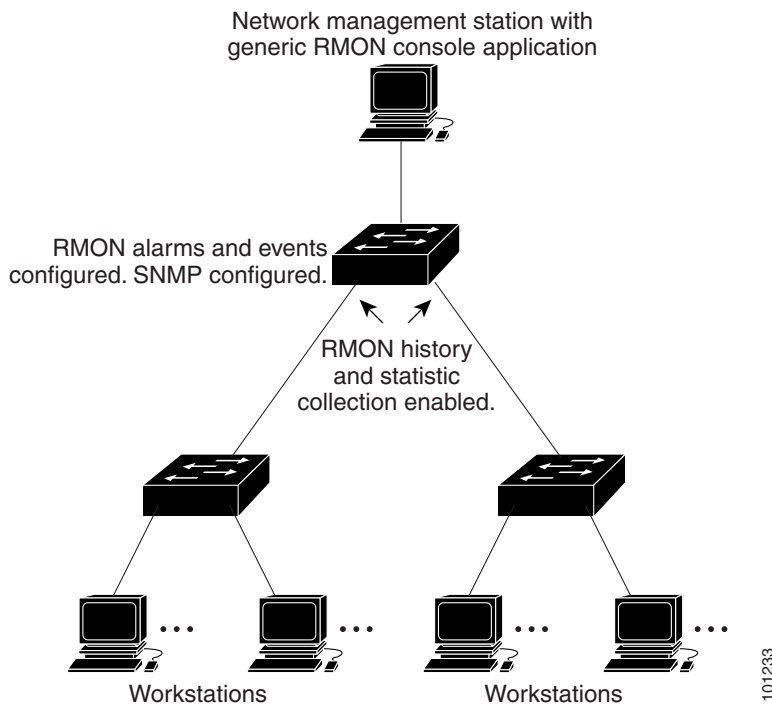 Network management station with
generic RMON console application
RMON alarms and events
configured. SNMP configured.
RMON history
and statistic
collection enabled.
Workstations
Workstations
101233